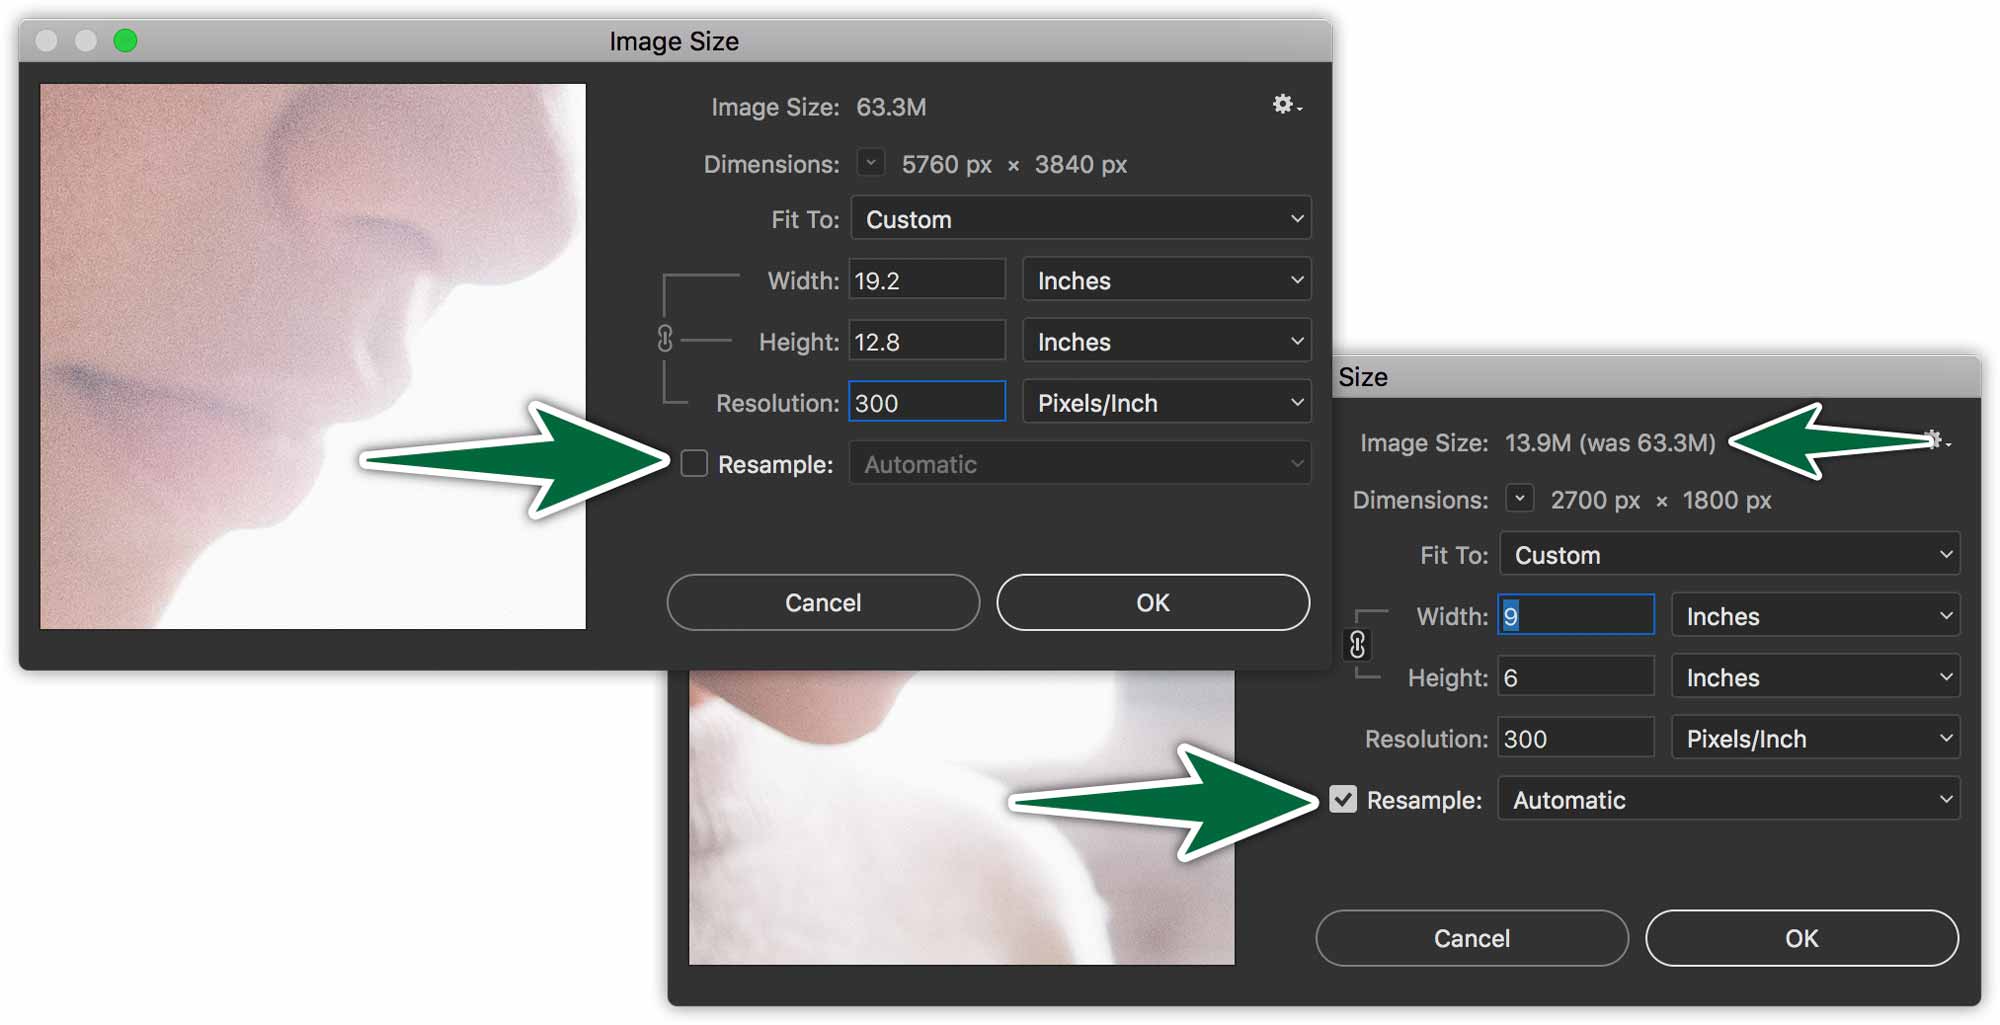 Image Size
Image Size: 63.3M
Dimensions: 5760 px × 3840 px
Fit To: Custom
Width: 19.2 Inches
Height: 12.8 Inches
Resolution: 300 Pixels/Inch
Resample: Automatic
Cancel OK
Size
Image Size: 13.9M (was 63.3M)
Dimensions: 2700 px × 1800 px
Fit To: Custom
Width: 9 Inches
Height: 6 Inches
Resolution: 300 Pixels/Inch
Resample: Automatic
Cancel OK